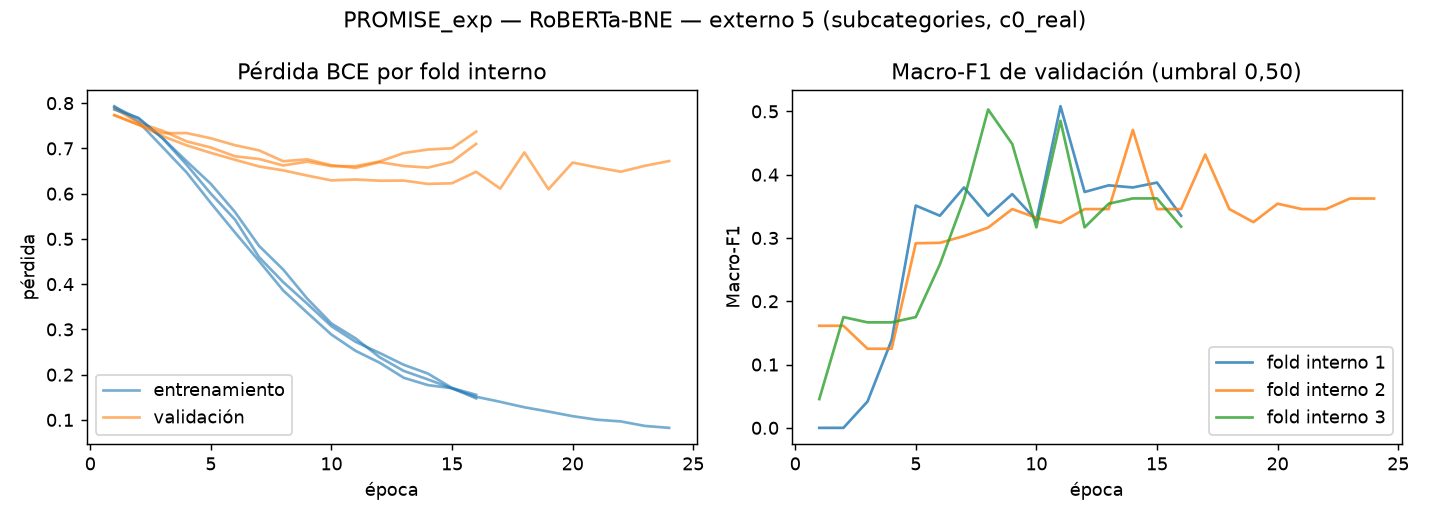 PROMISE_exp — RoBERTa-BNE — externo 5 (subcategories, c0_real)
Pérdida BCE por fold interno
pérdida
0.8
0.7
0.6
0.5
0.4
0.3
0.2
0.1
entrenamiento
validación
0
5
10
15
20
25
época
Macro-F1 de validación (umbral 0,50)
Macro-F1
0.5
0.4
0.3
0.2
0.1
0.0
fold interno 1
fold interno 2
fold interno 3
0
5
10
15
20
25
época